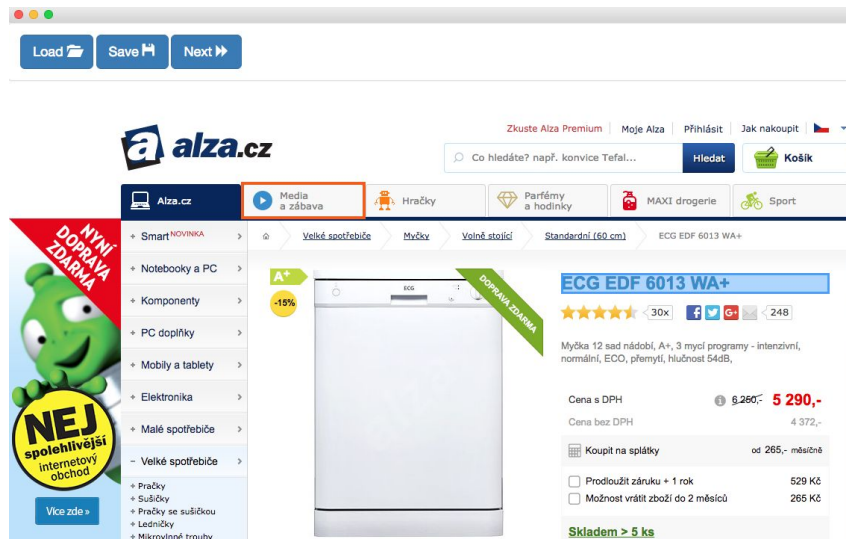 Load
Save
Next
alza.cz
Zkuste Alza Premium
Moje Alza
Přihlásit
Jak nakoupit
Co hledáte? např. konvice Tefal...
Hledat
Košík
Alza.cz
Media
a zábava
Hračky
Parfémy
a hodinky
MAXI drogerie
Sport
NYNÍ
DOPRAVA
ZDARMA
NEJ
spolehlivější
internetový
obchod
Více zde »
+ Smart NOVINKA
+ Notebooky a PC
+ Komponenty
+ PC doplňky
+ Mobily a tablety
+ Elektronika
+ Malé spotřebiče
− Velké spotřebiče
+ Pračky
+ Sušičky
+ Pračky se sušičkou
+ Ledničky
+ Mikrovlnné trouby
Velké spotřebiče
Myčky
Volně stojící
Standardní (60 cm)
ECG EDF 6013 WA+
A+
-15%
ECG
DOPRAVA ZDARMA
ECG EDF 6013 WA+
30x
248
Myčka 12 sad nádobí, A+, 3 mycí programy - intenzivní,
normální, ECO, přemytí, hlučnost 54dB,
Cena s DPH 6 250,- 5 290,-
Cena bez DPH 4 372,-
Koupit na splátky od 265,- měsíčně
Prodloužit záruku + 1 rok 529 Kč
Možnost vrátit zboží do 2 měsíců 265 Kč
Skladem > 5 ks